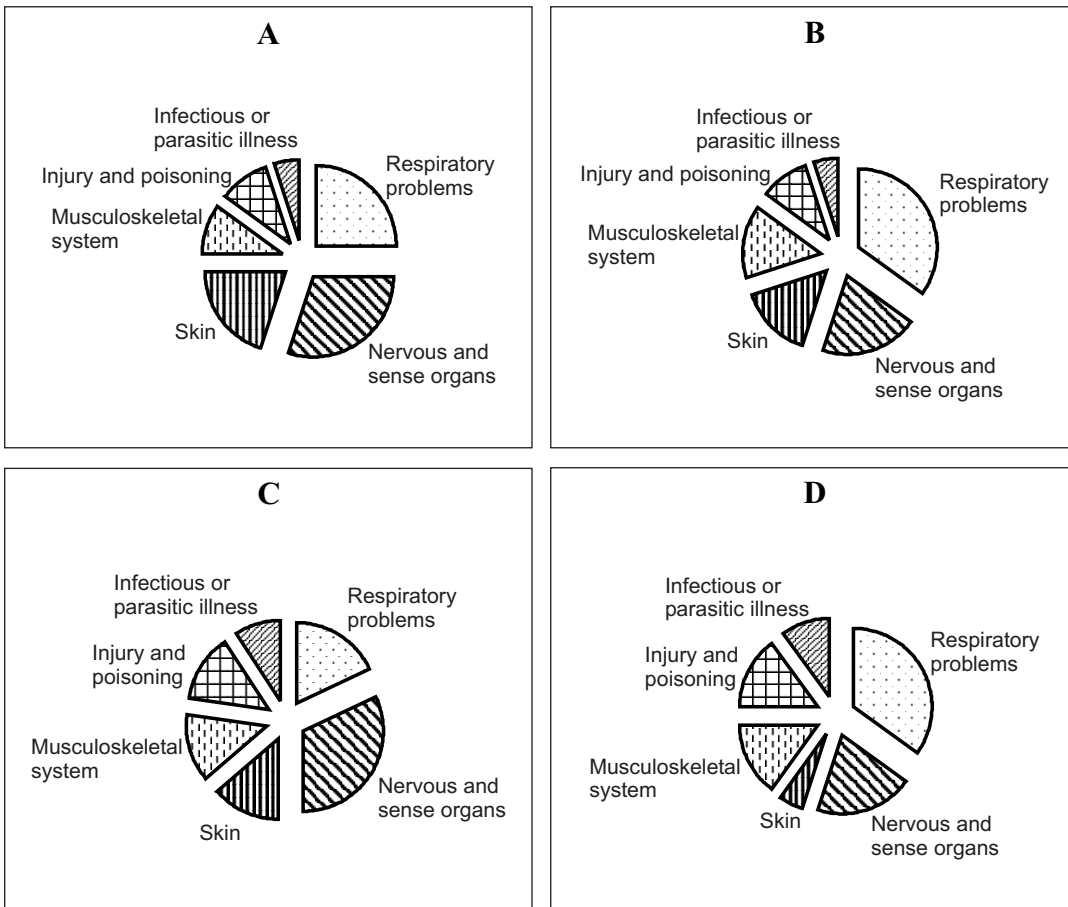 A
Infectious or
parasitic illness
Respiratory
problems
Injury and poisoning
Musculoskeletal
system
Skin
Nervous and
sense organs
B
Infectious or
parasitic illness
Respiratory
problems
Injury and poisoning
Musculoskeletal
system
Skin
Nervous and
sense organs
C
Infectious or
parasitic illness
Respiratory
problems
Injury and
poisoning
Musculoskeletal
system
Skin
Nervous and
sense organs
D
Infectious or
parasitic illness
Respiratory
problems
Injury and
poisoning
Musculoskeletal
system
Skin
Nervous and
sense organs